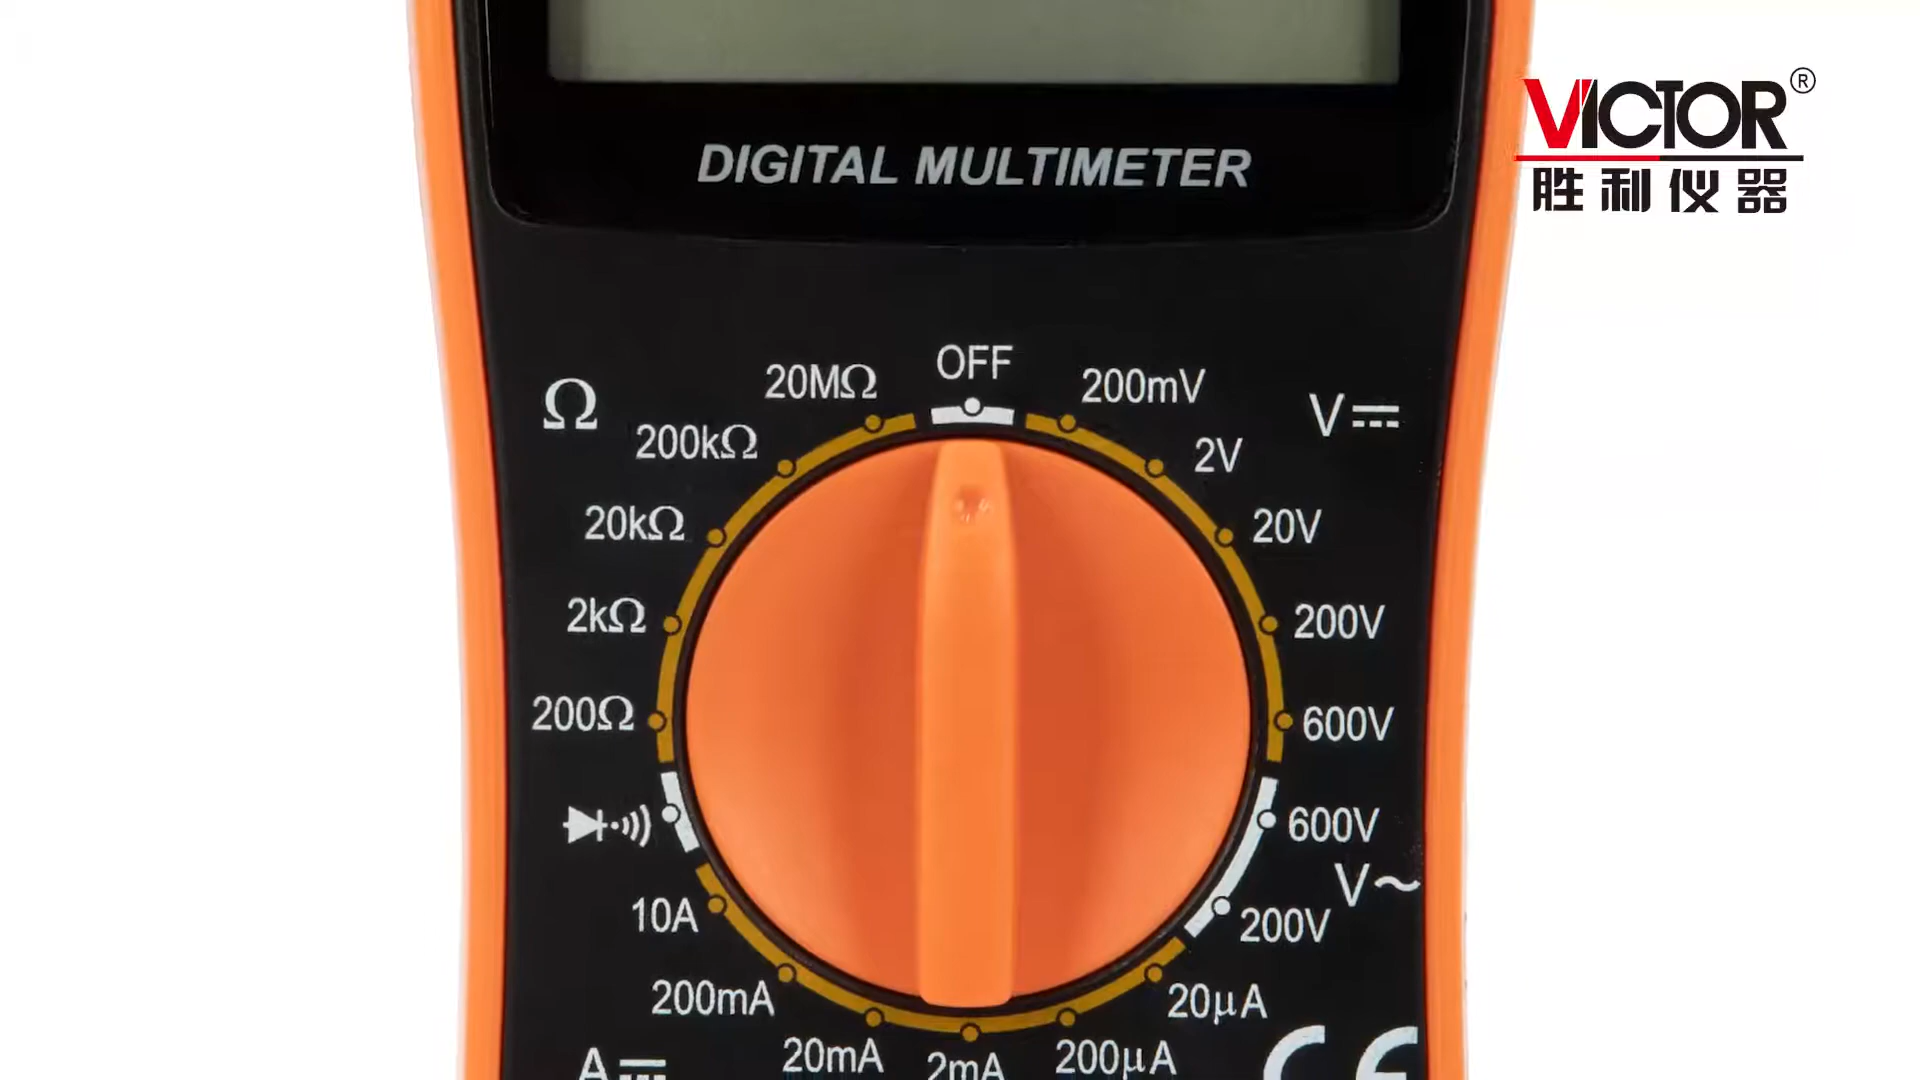 VICTOR®
胜利仪器
DIGITAL MULTIMETER
OFF
200mV
2V
V⎓
20V
200V
600V
600V
V~
200V
20μA
200μA
2mA
20mA
200mA
A⎓
10A
200Ω
2kΩ
20kΩ
200kΩ
20MΩ
Ω
CE